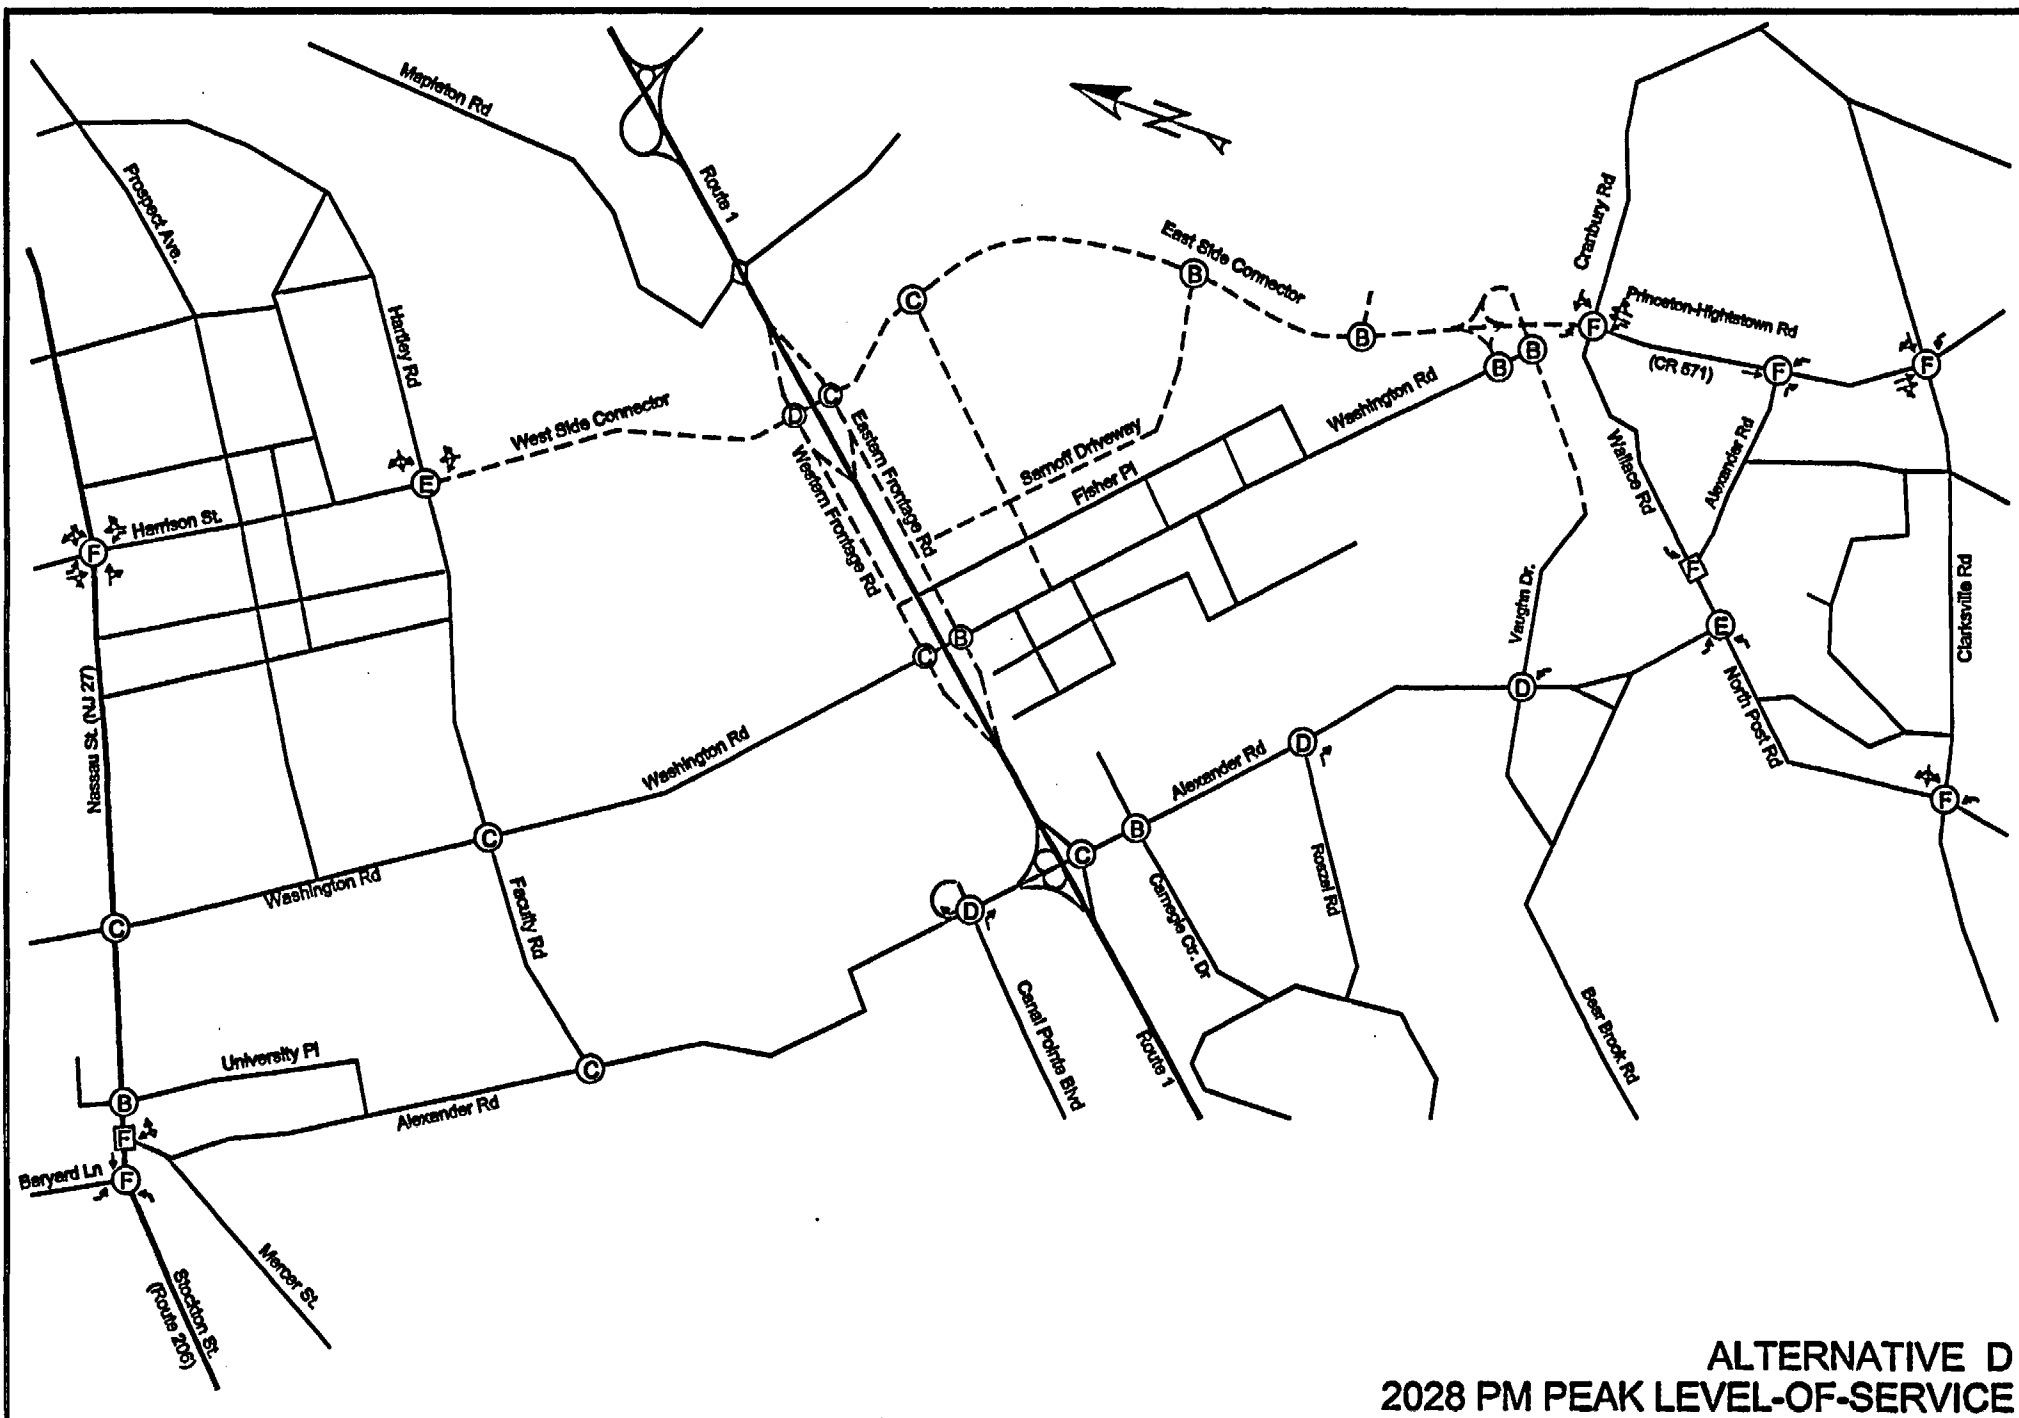 Mapleton Rd
Route 1
Prospect Ave.
Hartley Rd
Cranbury Rd
East Side Connector
Princeton-Hightstown Rd
(CR 571)
B
C
B
F
B
B
F
F
C
D
West Side Connector
Eastern Frontage Rd
Western Frontage Rd
Sarnoff Driveway
Fisher Pl
Washington Rd
Wallace Rd
Alexander Rd
E
Harrison St.
F
Vaughn Dr.
Clarksville Rd
E
B
C
D
North Post Rd
Nassau St. (NJ 27)
Washington Rd
D
Alexander Rd
F
C
B
C
Roszel Rd
Washington Rd
Faculty Rd
D
Carnegie Ctr. Dr
C
Canal Pointe Blvd
Route 1
Bear Brook Rd
University Pl
C
B
Alexander Rd
F
Baryard Ln
F
Mercer St.
Stockton St.
(Route 206)
N
ALTERNATIVE D
2028 PM PEAK LEVEL-OF-SERVICE